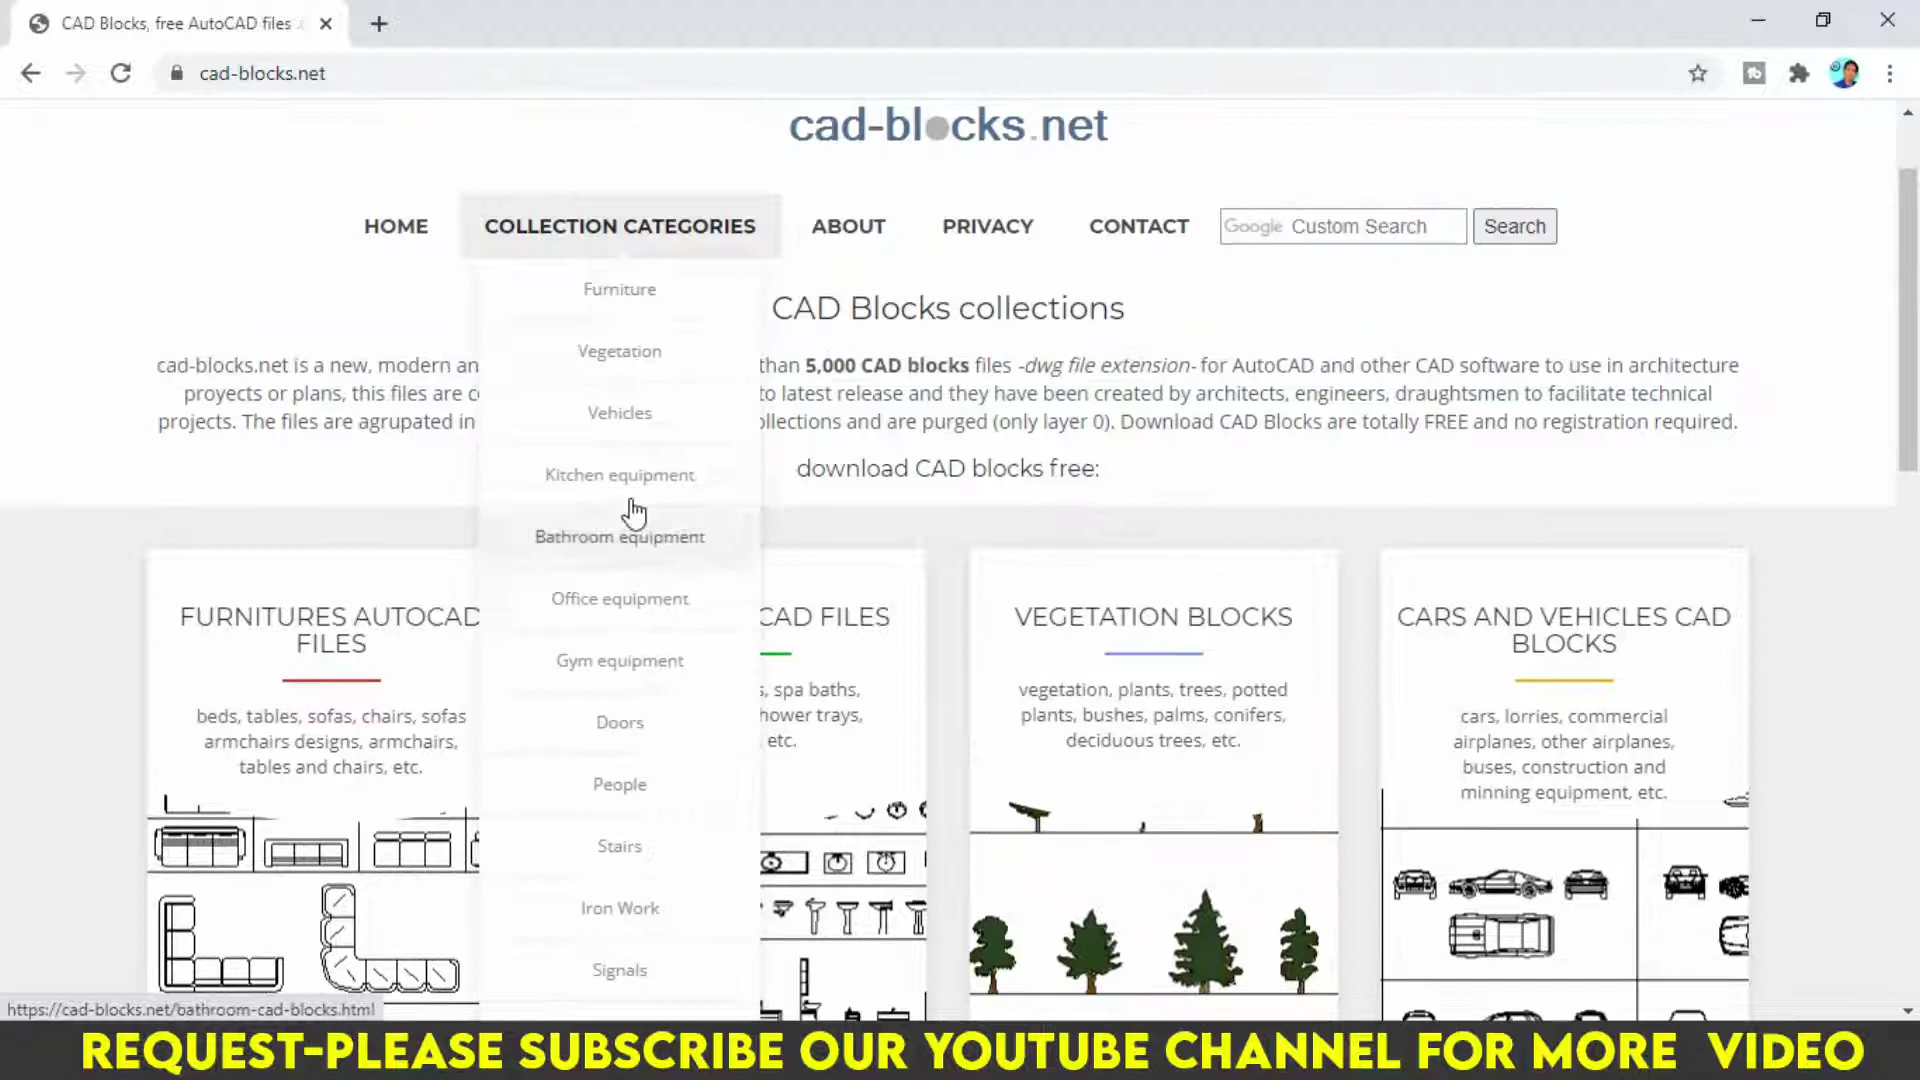 CAD Blocks, free AutoCAD files
cad-blocks.net
cad-blocks.net
HOME COLLECTION CATEGORIES ABOUT PRIVACY CONTACT Google Custom Search Search
Furniture
Vegetation
Vehicles
Kitchen equipment
Bathroom equipment
Office equipment
Gym equipment
Doors
People
Stairs
Iron Work
Signals
CAD Blocks collections
cad-blocks.net is a new, modern an than 5,000 CAD blocks files -dwg file extension- for AutoCAD and other CAD software to use in architecture
proyects or plans, this files are c to latest release and they have been created by architects, engineers, draughtsmen to facilitate technical
projects. The files are agrupated in ollections and are purged (only layer 0). Download CAD Blocks are totally FREE and no registration required.
download CAD blocks free:
FURNITURES AUTOCAD
FILES
beds, tables, sofas, chairs, sofas
armchairs designs, armchairs,
tables and chairs, etc.
CAD FILES
s, spa baths,
hower trays,
etc.
VEGETATION BLOCKS
vegetation, plants, trees, potted
plants, bushes, palms, conifers,
deciduous trees, etc.
CARS AND VEHICLES CAD
BLOCKS
cars, lorries, commercial
airplanes, other airplanes,
buses, construction and
minning equipment, etc.
https://cad-blocks.net/bathroom-cad-blocks.html
REQUEST-PLEASE SUBSCRIBE OUR YOUTUBE CHANNEL FOR MORE VIDEO